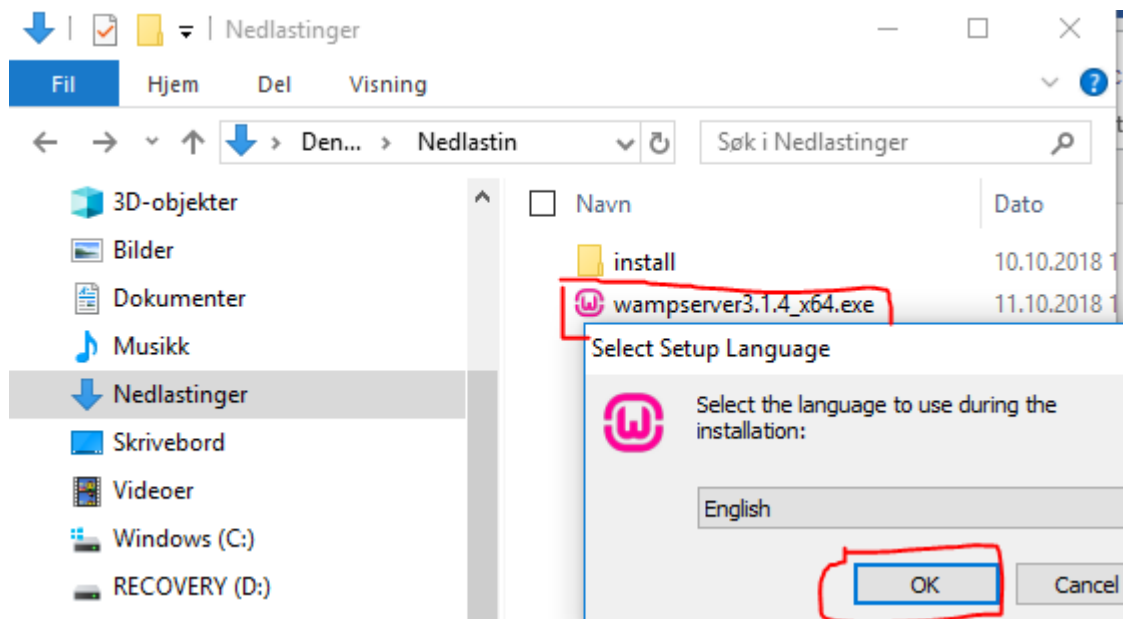 Nedlastinger
Fil Hjem Del Visning
Den... Nedlastin Søk i Nedlastinger
3D-objekter
Bilder
Dokumenter
Musikk
Nedlastinger
Skrivebord
Videoer
Windows (C:)
RECOVERY (D:)
Navn Dato
install 10.10.2018 1
wampserver3.1.4_x64.exe 11.10.2018 1
Select Setup Language
Select the language to use during the
installation:
English
OK Cancel